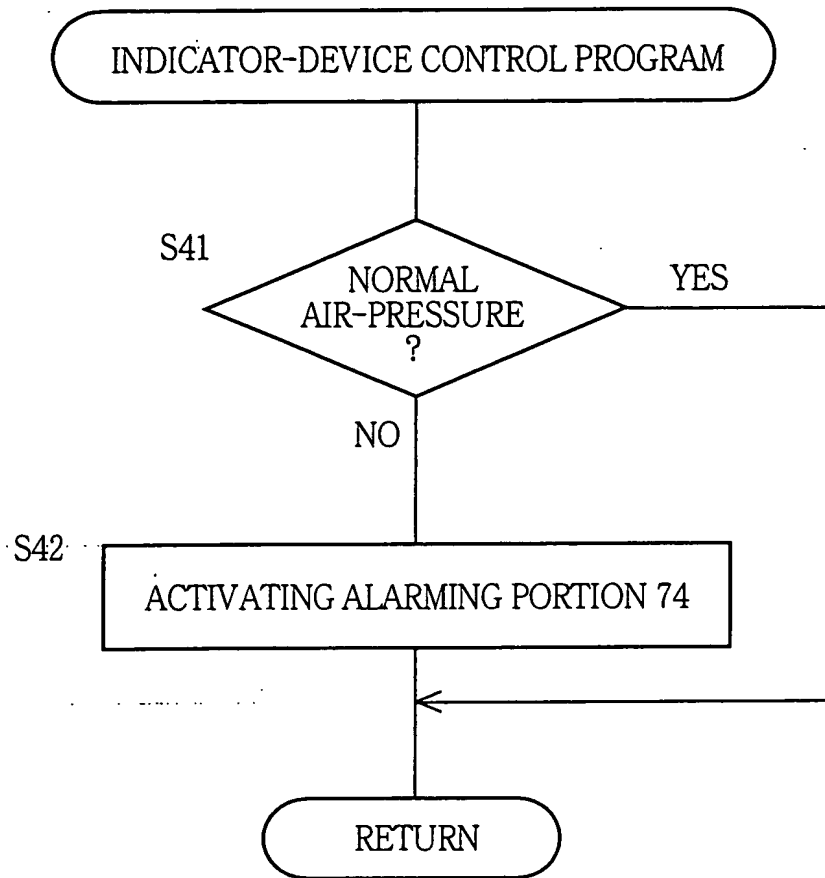 INDICATOR-DEVICE CONTROL PROGRAM
S41
NORMAL
AIR-PRESSURE
?
YES
NO
S42
ACTIVATING ALARMING PORTION 74
RETURN